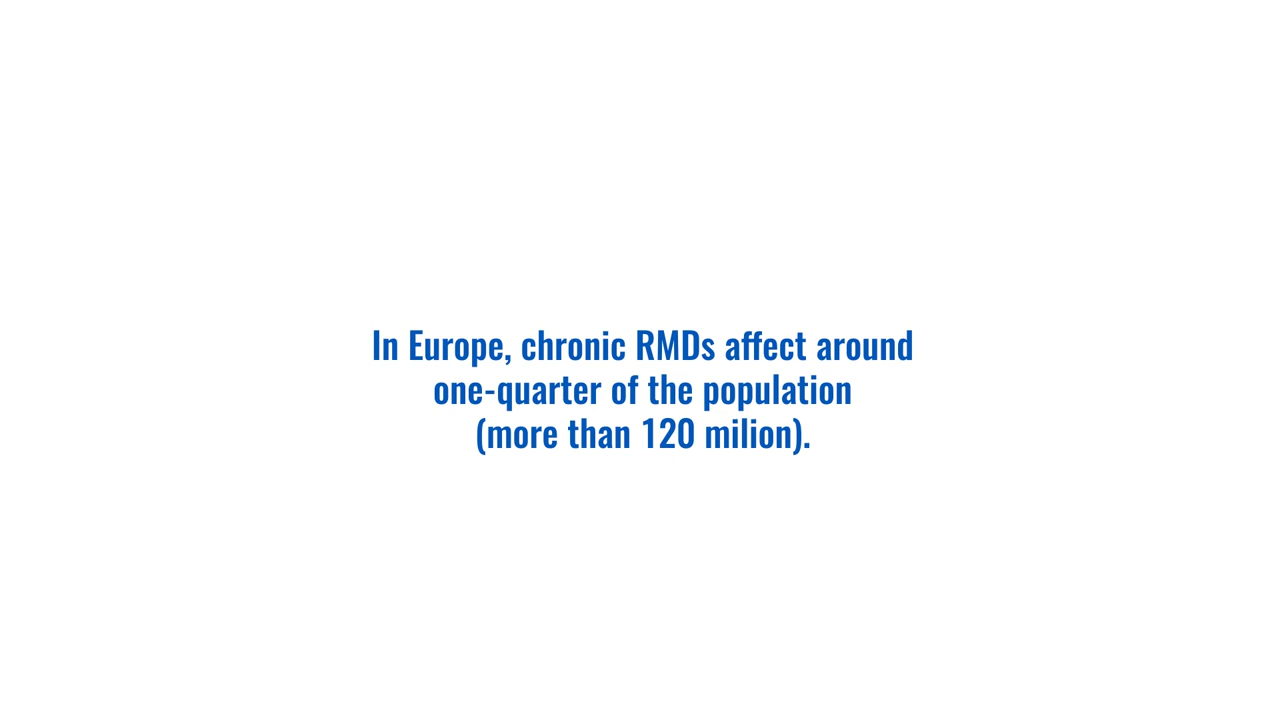 In Europe, chronic RMDs affect around
one-quarter of the population
(more than 120 milion).